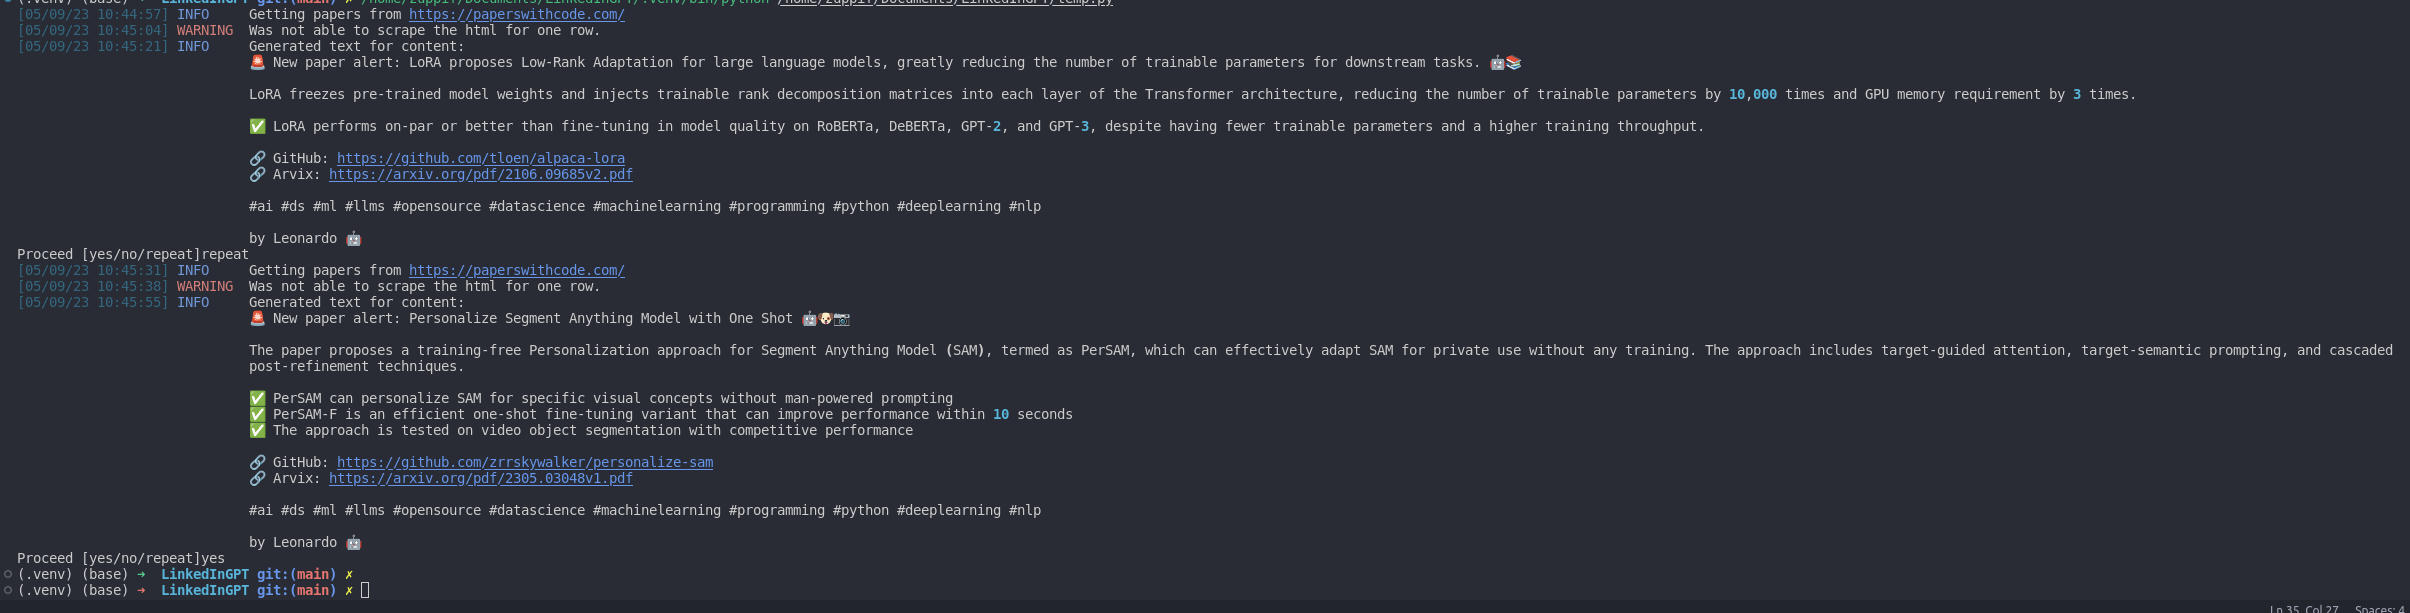 (.venv) (base) ➜ LinkedInGPT git:(main) ✗ /home/zuppif/Documents/LinkedInGPT/.venv/bin/python /home/zuppif/Documents/LinkedInGPT/temp.py
[05/09/23 10:44:57] INFO Getting papers from https://paperswithcode.com/
[05/09/23 10:45:04] WARNING Was not able to scrape the html for one row.
[05/09/23 10:45:21] INFO Generated text for content:
🚨 New paper alert: LoRA proposes Low-Rank Adaptation for large language models, greatly reducing the number of trainable parameters for downstream tasks. 🤖📚
LoRA freezes pre-trained model weights and injects trainable rank decomposition matrices into each layer of the Transformer architecture, reducing the number of trainable parameters by 10,000 times and GPU memory requirement by 3 times.
✅ LoRA performs on-par or better than fine-tuning in model quality on RoBERTa, DeBERTa, GPT-2, and GPT-3, despite having fewer trainable parameters and a higher training throughput.
🔗 GitHub: https://github.com/tloen/alpaca-lora
🔗 Arvix: https://arxiv.org/pdf/2106.09685v2.pdf
#ai #ds #ml #llms #opensource #datascience #machinelearning #programming #python #deeplearning #nlp
by Leonardo 🤖
Proceed [yes/no/repeat]repeat
[05/09/23 10:45:31] INFO Getting papers from https://paperswithcode.com/
[05/09/23 10:45:38] WARNING Was not able to scrape the html for one row.
[05/09/23 10:45:55] INFO Generated text for content:
🚨 New paper alert: Personalize Segment Anything Model with One Shot 🤖🐶📷
The paper proposes a training-free Personalization approach for Segment Anything Model (SAM), termed as PerSAM, which can effectively adapt SAM for private use without any training. The approach includes target-guided attention, target-semantic prompting, and cascaded
post-refinement techniques.
✅ PerSAM can personalize SAM for specific visual concepts without man-powered prompting
✅ PerSAM-F is an efficient one-shot fine-tuning variant that can improve performance within 10 seconds
✅ The approach is tested on video object segmentation with competitive performance
🔗 GitHub: https://github.com/zrrskywalker/personalize-sam
🔗 Arvix: https://arxiv.org/pdf/2305.03048v1.pdf
#ai #ds #ml #llms #opensource #datascience #machinelearning #programming #python #deeplearning #nlp
by Leonardo 🤖
Proceed [yes/no/repeat]yes
(.venv) (base) ➜ LinkedInGPT git:(main) ✗
(.venv) (base) ➜ LinkedInGPT git:(main) ✗
Ln 35, Col 27 Spaces: 4